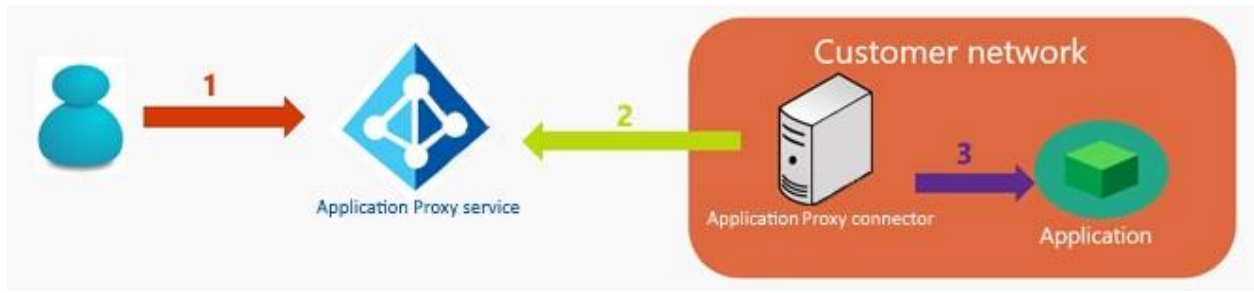 Customer network
1
2
3
Application Proxy service
Application Proxy connector
Application